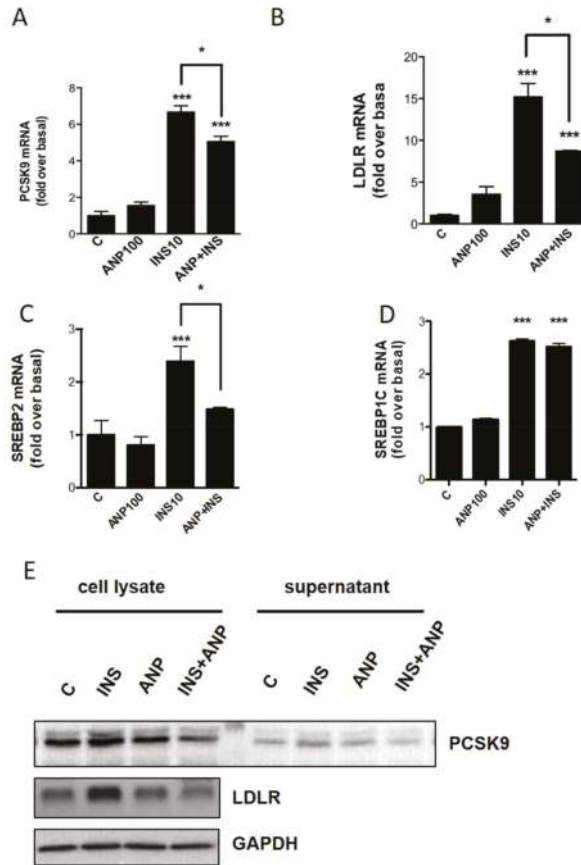 A
PCSK9 mRNA
(fold over basal)
8
6
4
2
0
***
***
*
C
ANP100
INS10
ANP+INS
B
LDLR mRNA
(fold over basa
20
15
10
5
0
***
***
*
C
ANP100
INS10
ANP+INS
C
SREBP2 mRNA
(fold over basal)
3
2
1
0
***
*
C
ANP100
INS10
ANP+INS
D
SREBP1C mRNA
(fold over basal)
3
2
1
0
***
***
C
ANP100
INS10
ANP+INS
E
cell lysate
supernatant
C
INS
ANP
INS+ANP
C
INS
ANP
INS+ANP
PCSK9
LDLR
GAPDH